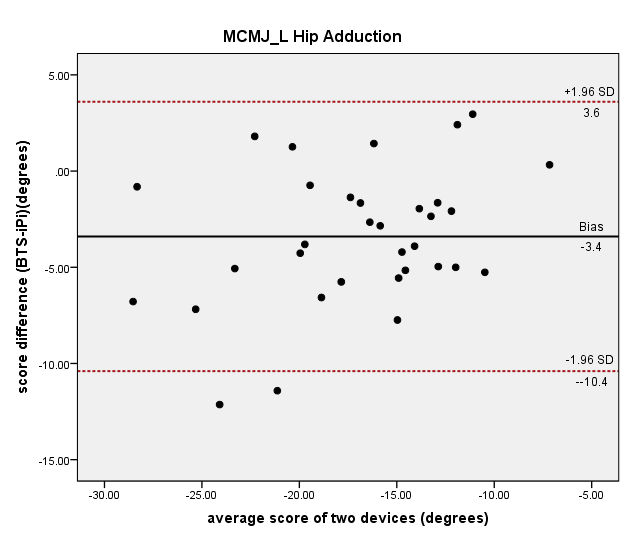 MCMJ_L Hip Adduction
score difference (BTS-iPi)(degrees)
5.00
.00
-5.00
-10.00
-15.00
+1.96 SD
3.6
Bias
-3.4
-1.96 SD
--10.4
-30.00 -25.00 -20.00 -15.00 -10.00 -5.00
average score of two devices (degrees)